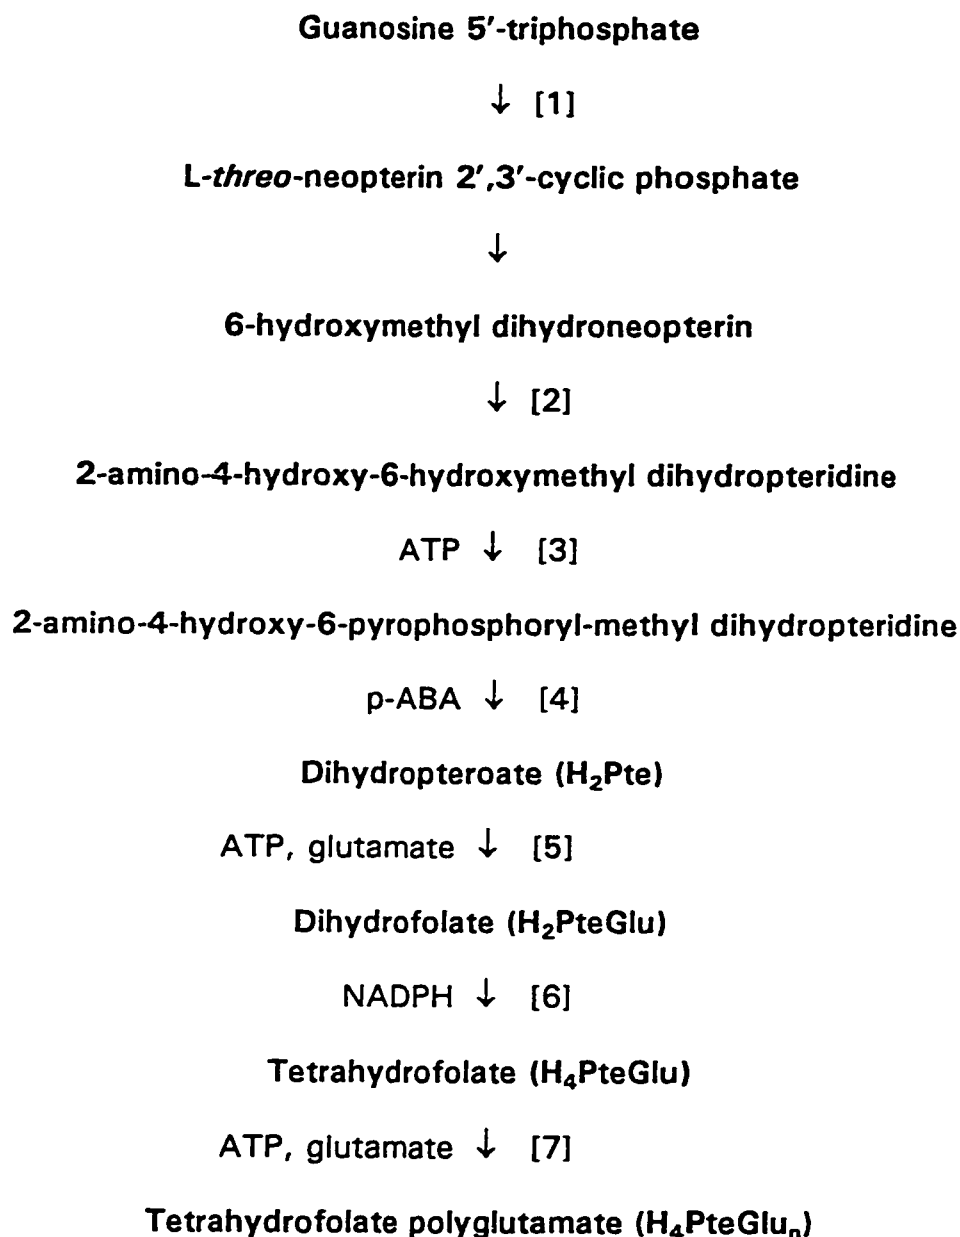 Guanosine 5′-triphosphate
↓ [1]
L-threo-neopterin 2′,3′-cyclic phosphate
↓
6-hydroxymethyl dihydroneopterin
↓ [2]
2-amino-4-hydroxy-6-hydroxymethyl dihydropteridine
ATP ↓ [3]
2-amino-4-hydroxy-6-pyrophosphoryl-methyl dihydropteridine
p-ABA ↓ [4]
Dihydropteroate (H₂Pte)
ATP, glutamate ↓ [5]
Dihydrofolate (H₂PteGlu)
NADPH ↓ [6]
Tetrahydrofolate (H₄PteGlu)
ATP, glutamate ↓ [7]
Tetrahydrofolate polyglutamate (H₄PteGluₙ)